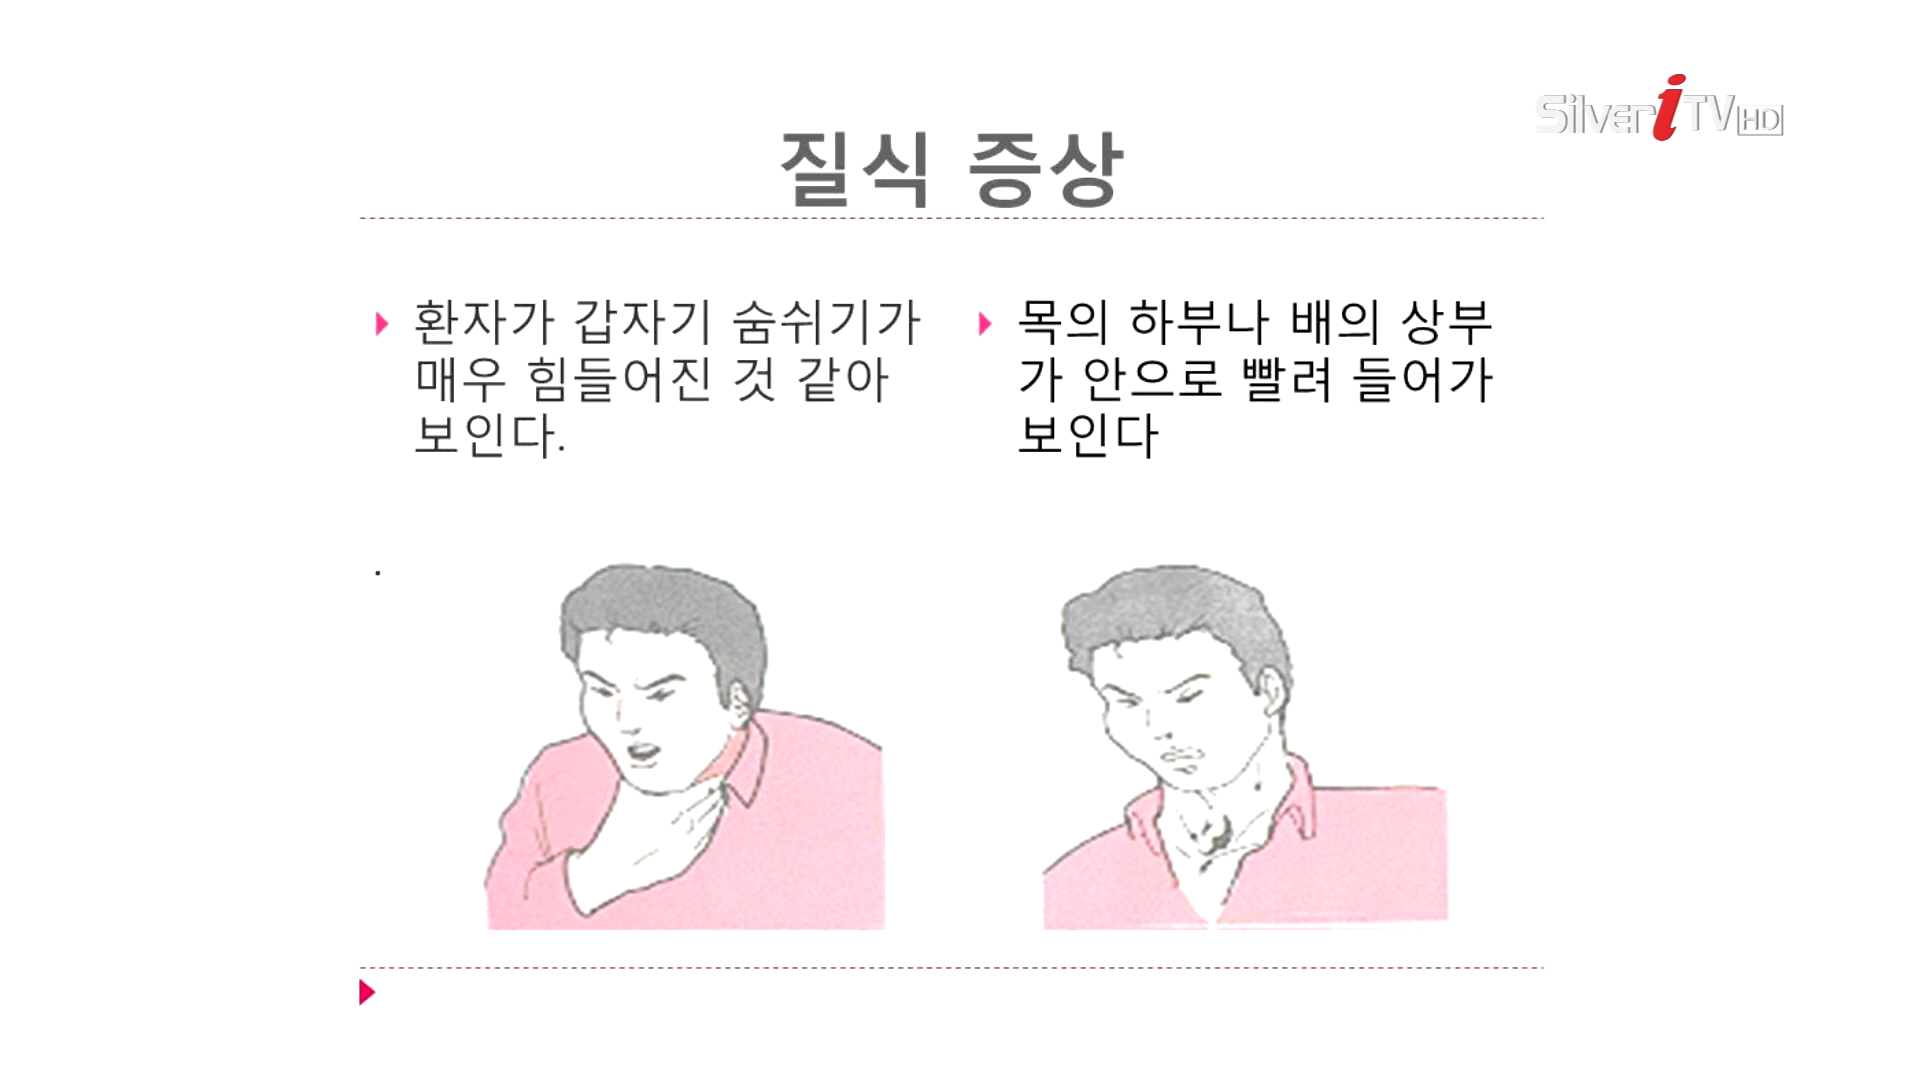 Silver i TV HD
질식 증상
환자가 갑자기 숨쉬기가
매우 힘들어진 것 같아
보인다.
목의 하부나 배의 상부
가 안으로 빨려 들어가
보인다
.